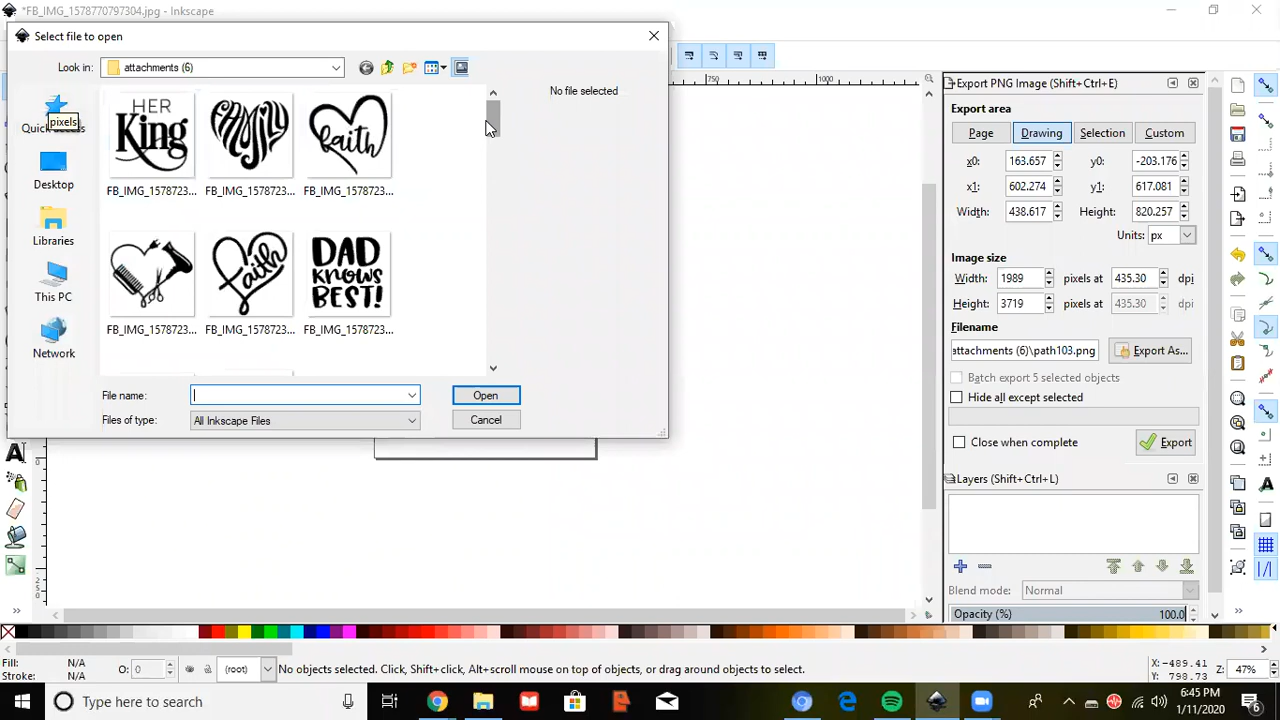 *FB_IMG_1578770797304.jpg - Inkscape
Select file to open
Look in:
attachments (6)
No file selected
Quick access
pixels
Desktop
Libraries
This PC
Network
HER
King
FAMILY
faith
FB_IMG_1578723...
FB_IMG_1578723...
FB_IMG_1578723...
Faith
DAD
KNOWS
BEST!
FB_IMG_1578723...
FB_IMG_1578723...
FB_IMG_1578723...
File name:
Open
Files of type:
All Inkscape Files
Cancel
750
1000
Export PNG Image (Shift+Ctrl+E)
Export area
Page
Drawing
Selection
Custom
x0:
163.657
y0:
-203.176
x1:
602.274
y1:
617.081
Width:
438.617
Height:
820.257
Units:
px
Image size
Width:
1989
pixels at
435.30
dpi
Height:
3719
pixels at
435.30
dpi
Filename
attachments (6)\path103.png
Export As...
Batch export 5 selected objects
Hide all except selected
Close when complete
Export
Layers (Shift+Ctrl+L)
Blend mode:
Normal
Opacity (%)
100.0
Fill:
N/A
Stroke:
N/A
O:
0
(root)
No objects selected. Click, Shift+click, Alt+scroll mouse on top of objects, or drag around objects to select.
X: -489.41
Y: 798.73
Z:
47%
Type here to search
6:45 PM
1/11/2020
6